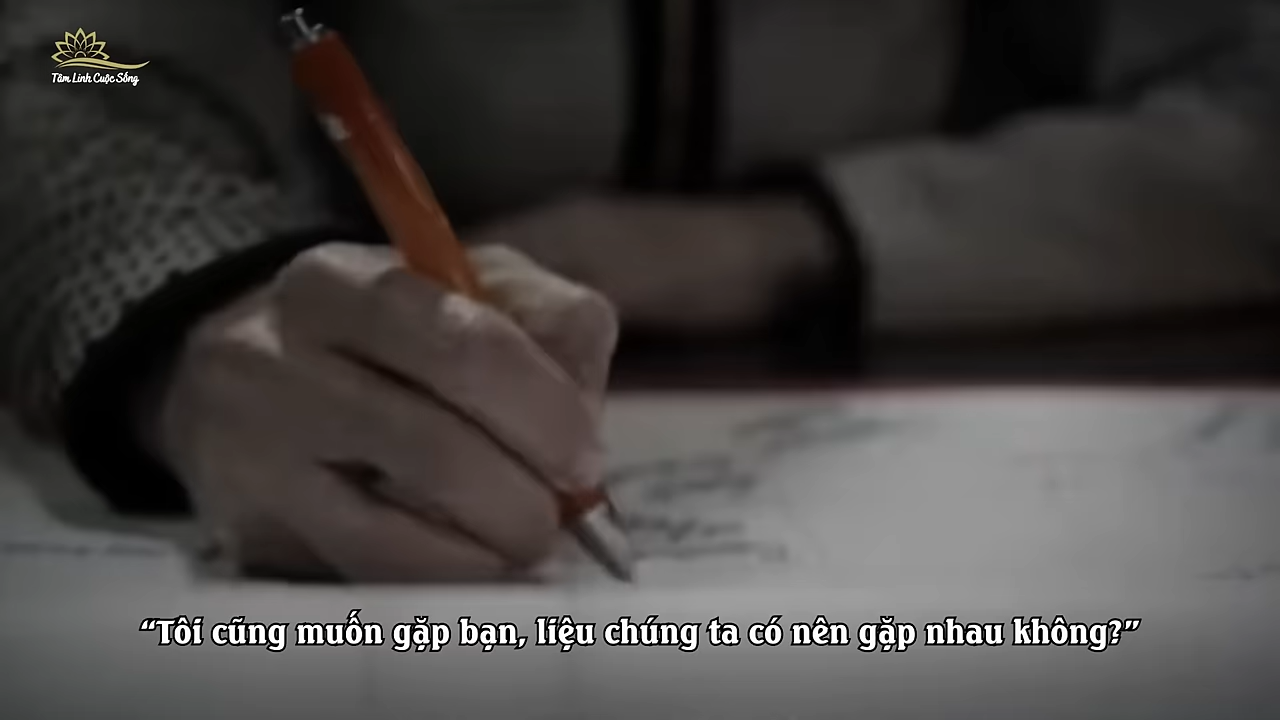 Tâm Linh Cuộc Sống
“Tôi cũng muốn gặp bạn, liệu chúng ta có nên gặp nhau không?”